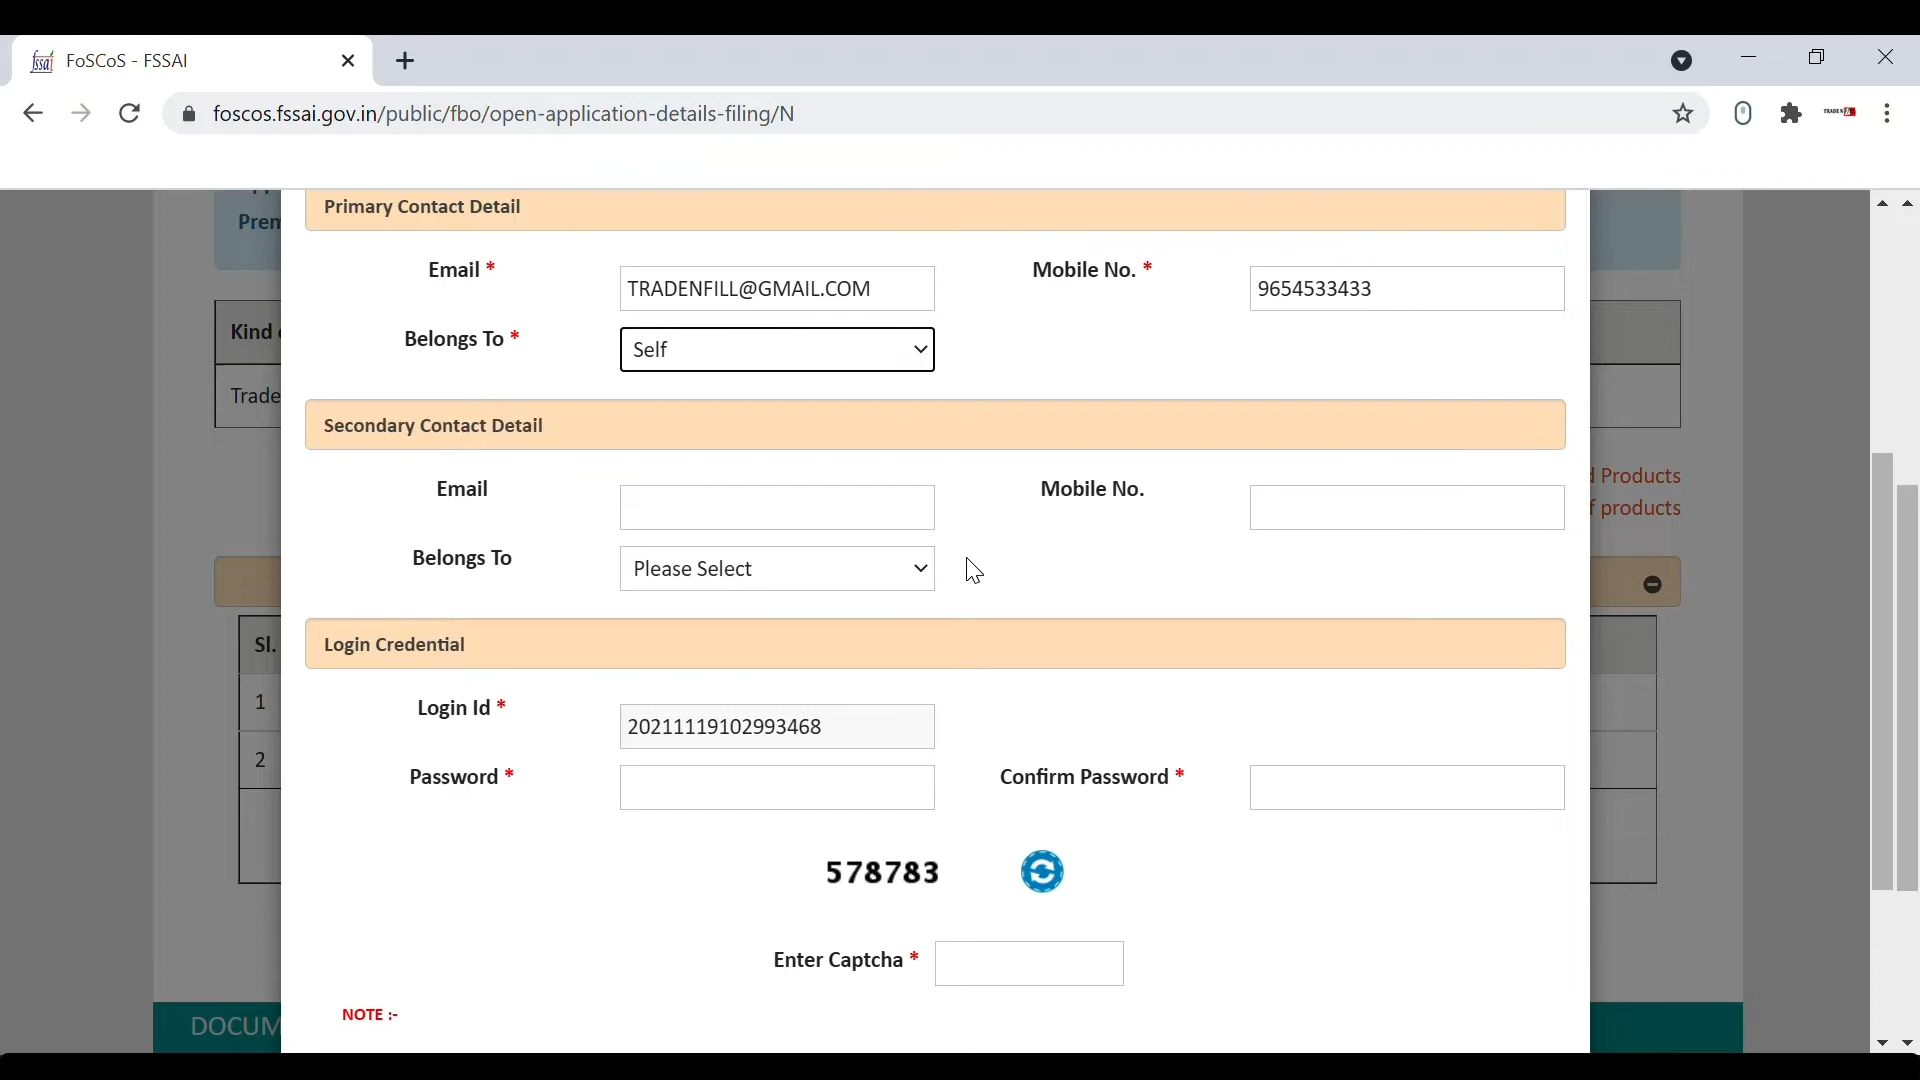 FoSCoS - FSSAI
foscos.fssai.gov.in/public/fbo/open-application-details-filing/N
Primary Contact Detail
Prem
Email *
TRADENFILL@GMAIL.COM
Mobile No. *
9654533433
Kind
Belongs To *
Self
Trade
Secondary Contact Detail
Email
Mobile No.
Products
f products
Belongs To
Please Select
Login Credential
Sl.
1
Login Id *
20211119102993468
2
Password *
Confirm Password *
578783
Enter Captcha *
NOTE :-
DOCUM